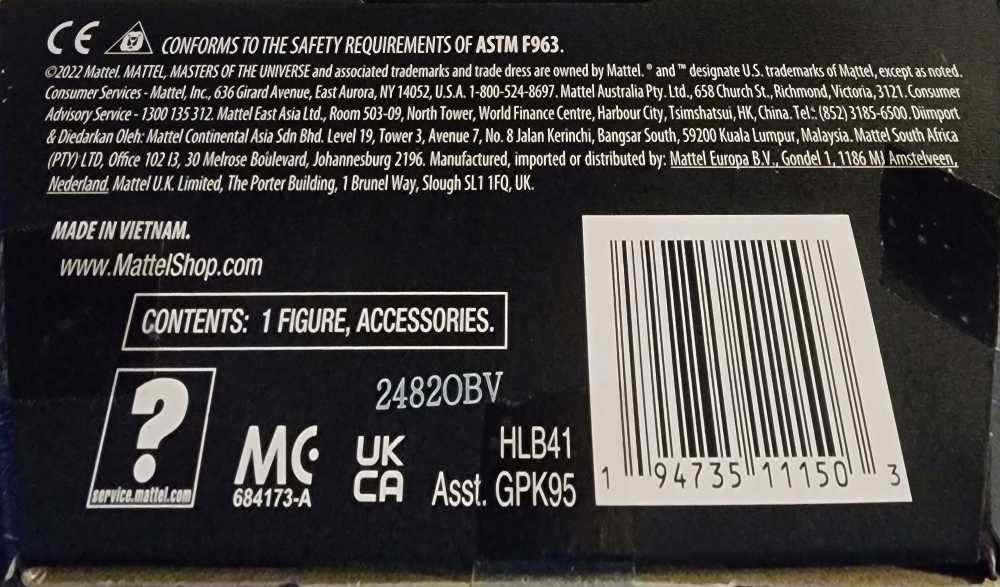 CE CONFORMS TO THE SAFETY REQUIREMENTS OF ASTM F963.
©2022 Mattel. MATTEL, MASTERS OF THE UNIVERSE and associated trademarks and trade dress are owned by Mattel. ® and ™ designate U.S. trademarks of Mattel, except as noted.
Consumer Services - Mattel, Inc., 636 Girard Avenue, East Aurora, NY 14052, U.S.A. 1-800-524-8697. Mattel Australia Pty. Ltd., 658 Church St., Richmond, Victoria, 3121. Consumer
Advisory Service - 1300 135 312. Mattel East Asia Ltd., Room 503-09, North Tower, World Finance Centre, Harbour City, Tsimshatsui, HK, China. Tel.: (852) 3185-6500. Diimport
& Diedarkan Oleh: Mattel Continental Asia Sdn Bhd. Level 19, Tower 3, Avenue 7, No. 8 Jalan Kerinchi, Bangsar South, 59200 Kuala Lumpur, Malaysia. Mattel South Africa
(PTY) LTD, Office 102 I3, 30 Melrose Boulevard, Johannesburg 2196. Manufactured, imported or distributed by: Mattel Europa B.V., Gondel 1, 1186 MJ Amstelveen,
Nederland. Mattel U.K. Limited, The Porter Building, 1 Brunel Way, Slough SL1 1FQ, UK.
MADE IN VIETNAM.
www.MattelShop.com
CONTENTS: 1 FIGURE, ACCESSORIES.
?
service.mattel.com
MC
684173-A
24820BV
UK
CA
HLB41
Asst. GPK95
1 94735 11150 3